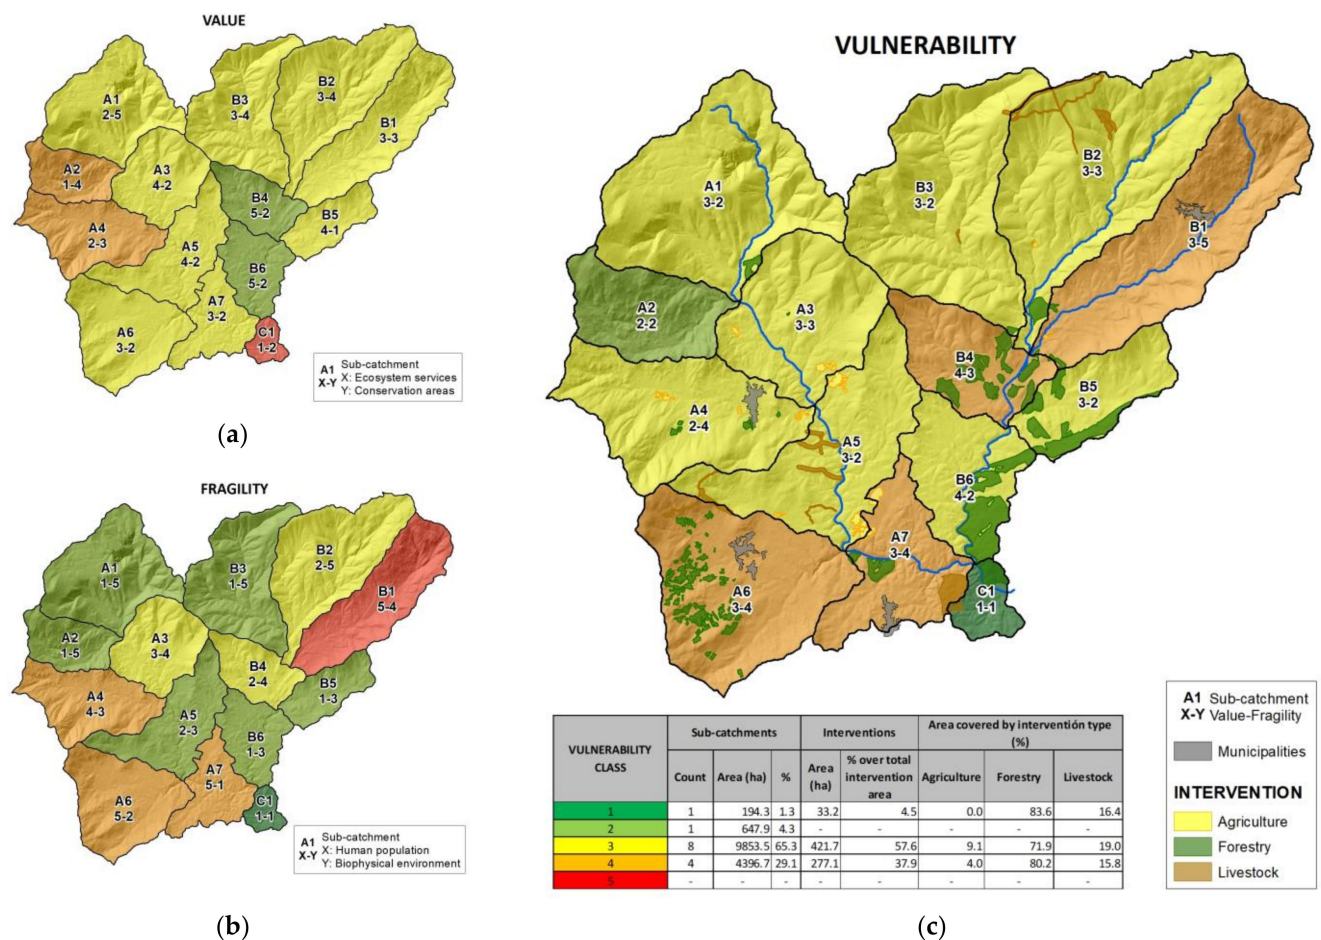 VALUE
A1
2-5
B3
3-4
B2
3-4
B1
3-3
A2
1-4
A3
4-2
B4
5-2
B5
4-1
A4
2-3
A5
4-2
B6
5-2
A7
3-2
A6
3-2
C1
1-2
A1 Sub-catchment
X-Y X: Ecosystem services
Y: Conservation areas
(a)
FRAGILITY
A1
1-5
B3
1-5
B2
2-5
B1
5-4
A2
1-5
A3
3-4
B4
2-4
B5
1-3
A4
4-3
A5
2-3
B6
1-3
A7
5-1
A6
5-2
C1
1-1
A1 Sub-catchment
X-Y X: Human population
Y: Biophysical environment
(b)
VULNERABILITY
A1
3-2
B3
3-2
B2
3-3
B1
3-5
A2
2-2
A3
3-3
B4
4-3
B5
3-2
A4
2-4
A5
3-2
B6
4-2
A7
3-4
A6
3-4
C1
1-1
VULNERABILITY CLASS Sub-catchments Interventions Area covered by interventión type (%)
Count Area (ha) % Area (ha) % over total intervention area Agriculture Forestry Livestock
1 1 194.3 1.3 33.2 4.5 0.0 83.6 16.4
2 1 647.9 4.3 - - - - -
3 8 9853.5 65.3 421.7 57.6 9.1 71.9 19.0
4 4 4396.7 29.1 277.1 37.9 4.0 80.2 15.8
5 - - - - - - - -
A1 Sub-catchment
X-Y Value-Fragility
Municipalities
INTERVENTION
Agriculture
Forestry
Livestock
(c)